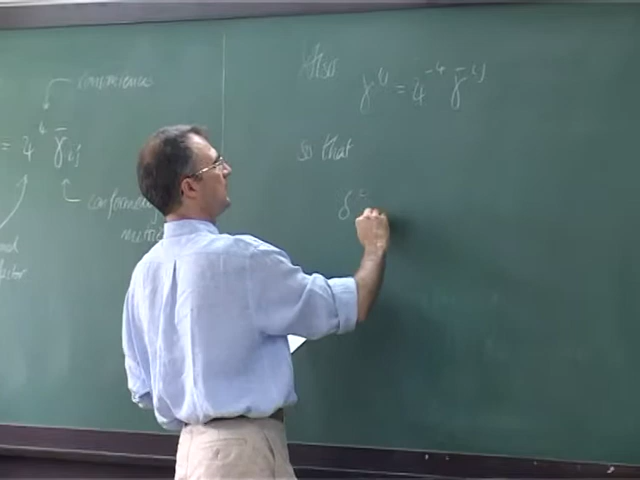 convenience
= ψ⁴ γ̄ᵢⱼ
conformal
metric
factor
Also
γⁱʲ = ψ⁻⁴ γ̄ⁱʲ
so that